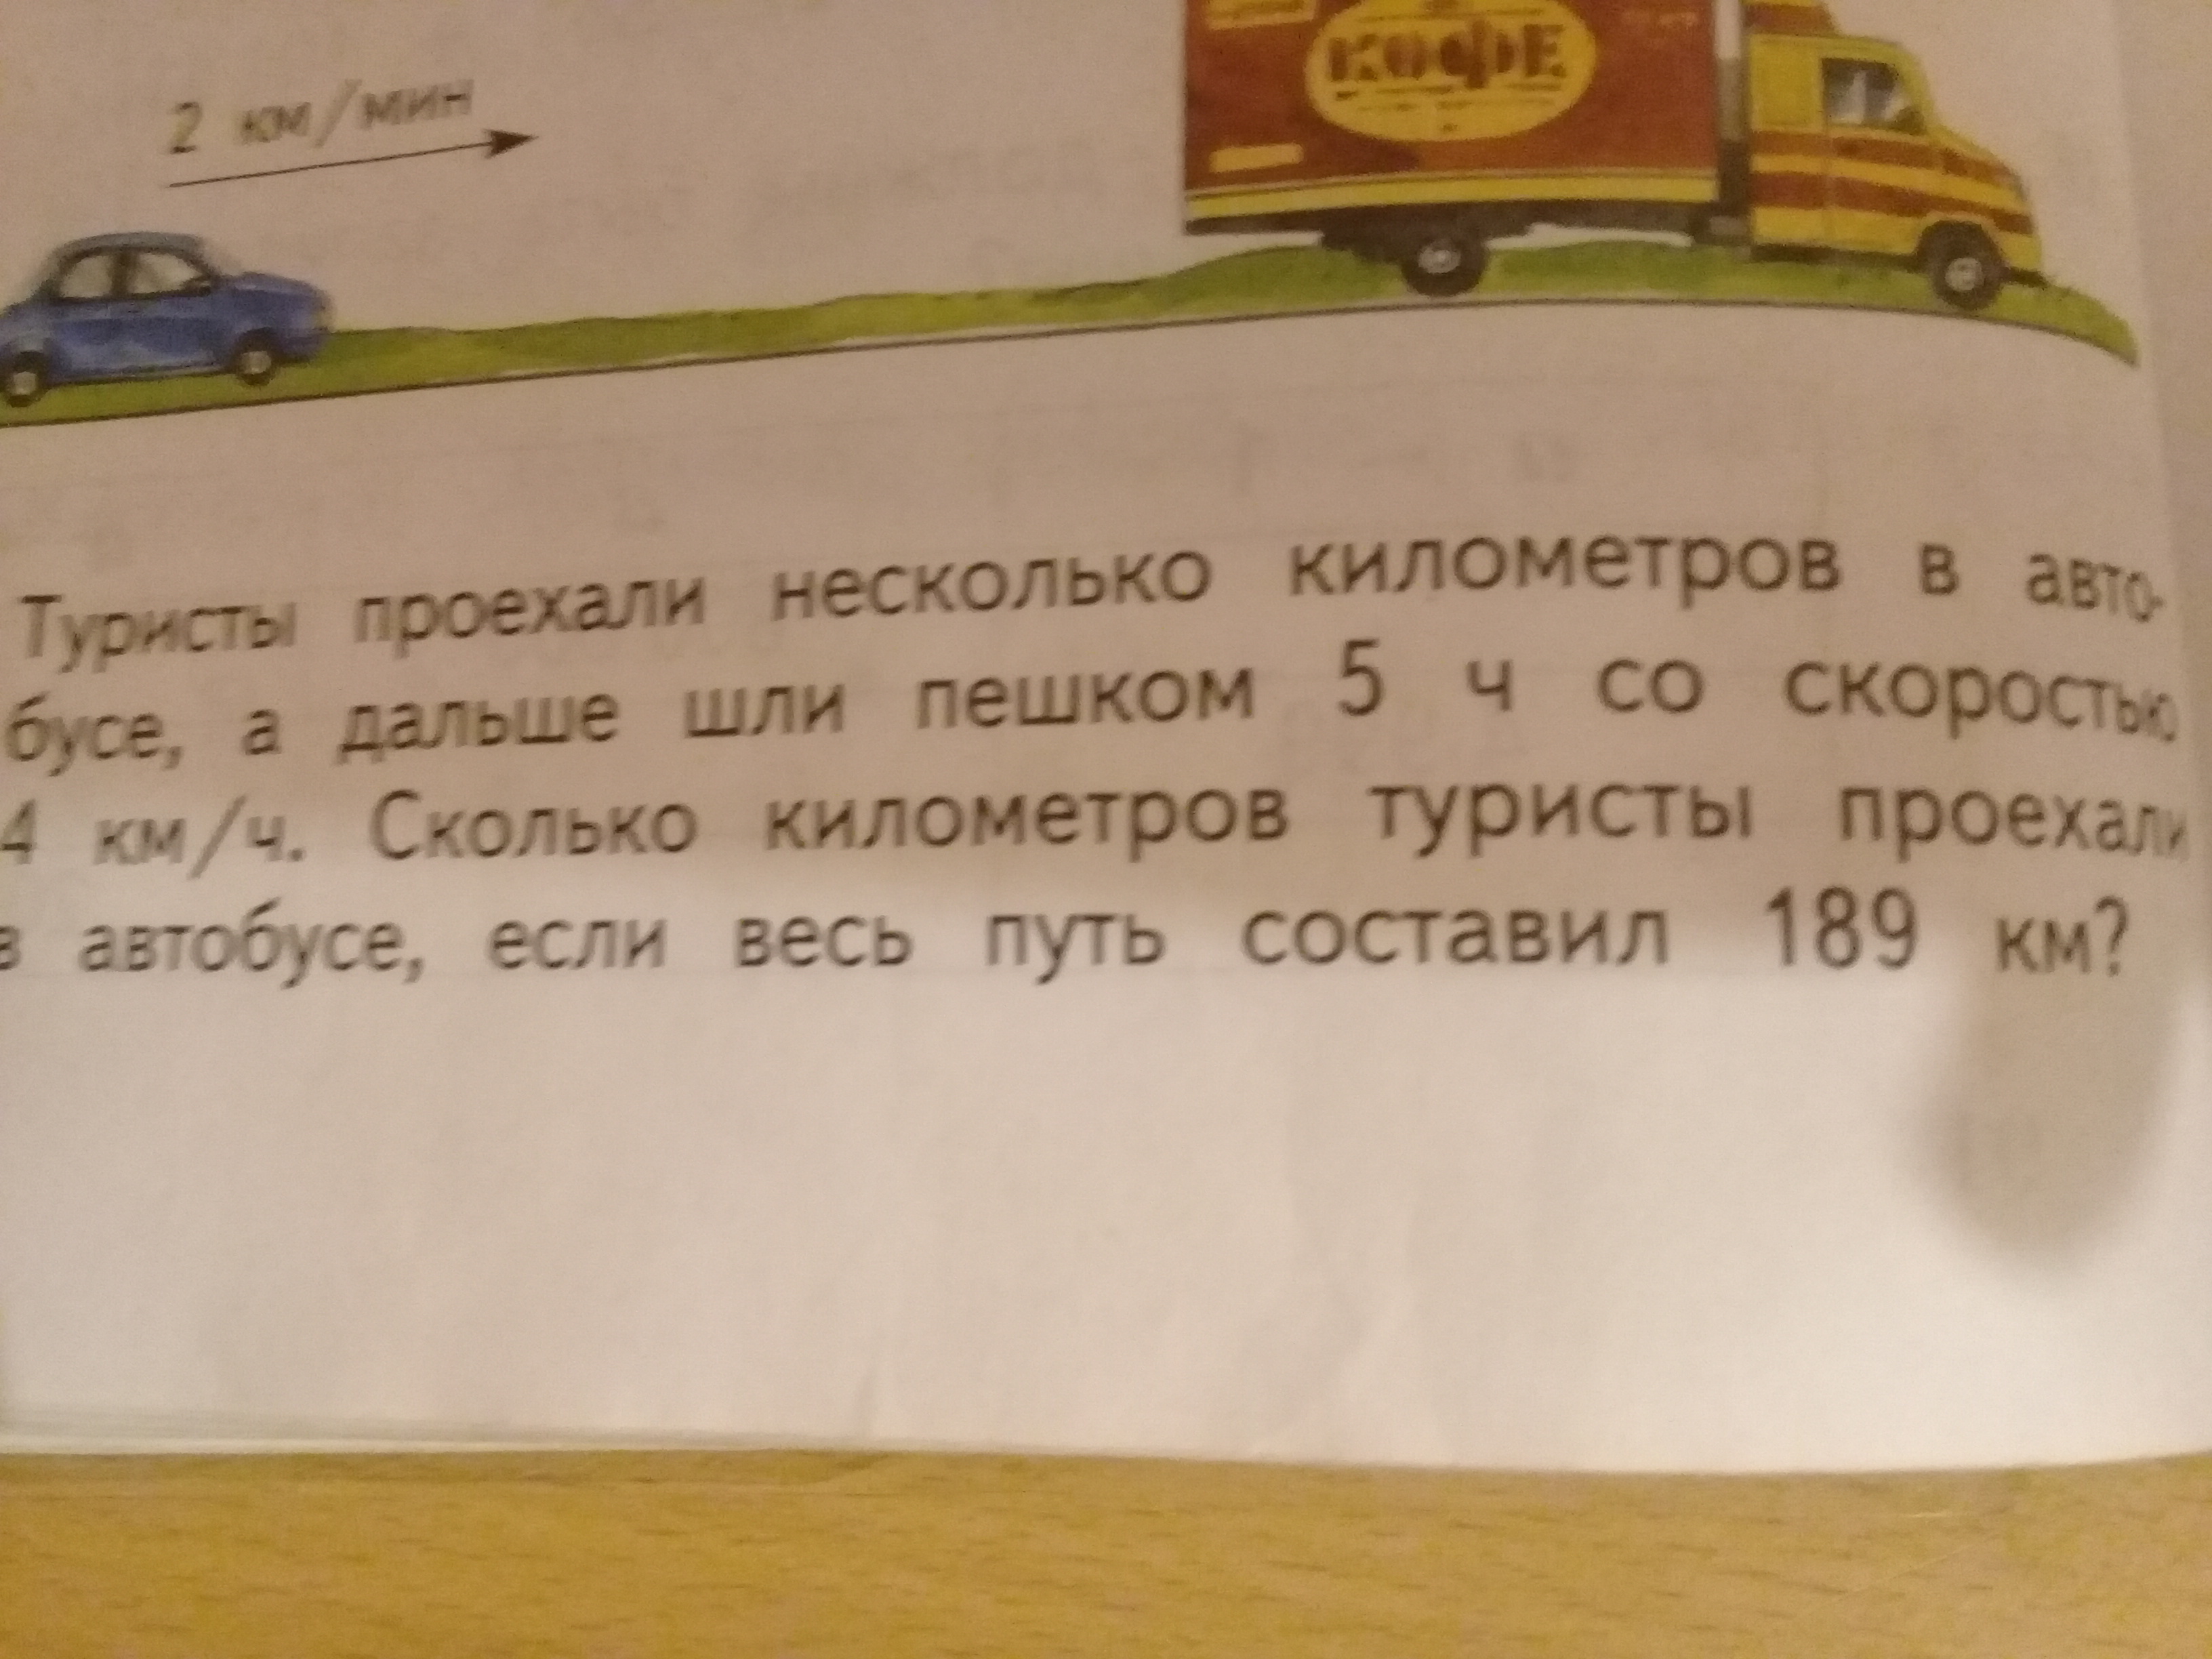 КОФЕ
2 км/мин
Туристы проехали несколько километров в авто-
бусе, а дальше шли пешком 5 ч со скоростью
4 км/ч. Сколько километров туристы проехали
в автобусе, если весь путь составил 189 км?